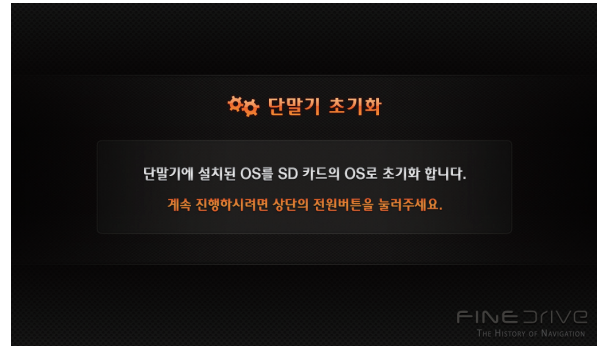 단말기 초기화
단말기에 설치된 OS를 SD 카드의 OS로 초기화 합니다.
계속 진행하시려면 상단의 전원버튼을 눌러주세요.
FINEDRIVE
THE HISTORY OF NAVIGATION